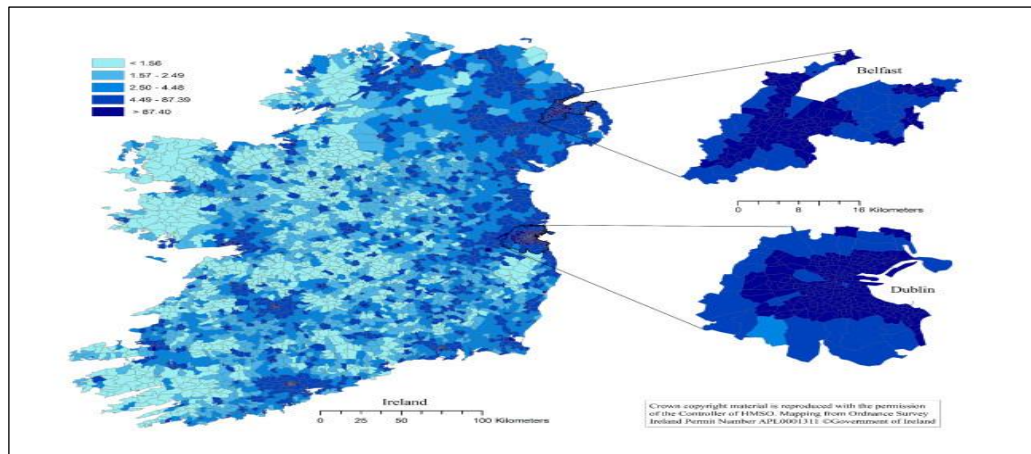 < 1.56
1.57 - 2.49
2.50 - 4.48
4.49 - 87.39
> 87.40
Belfast
0 8 16 Kilometers
Dublin
Ireland
0 25 50 100 Kilometers
Crown copyright material is reproduced with the permission
of the Controller of HMSO. Mapping from Ordnance Survey
Ireland Permit Number APL0001311 ©Government of Ireland